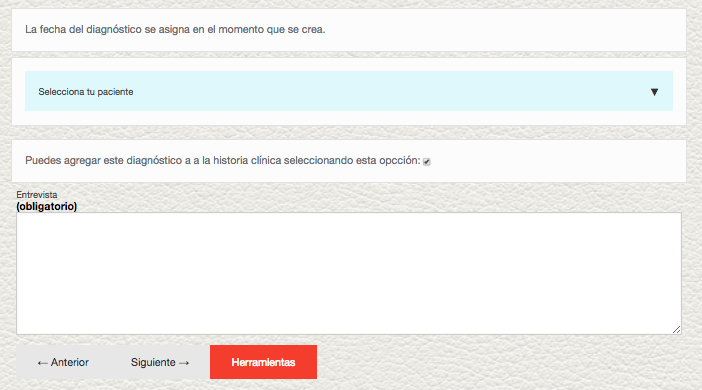 La fecha del diagnóstico se asigna en el momento que se crea.
Selecciona tu paciente ▼
Puedes agregar este diagnóstico a a la historia clínica seleccionando esta opcción:
Entrevista
(obligatorio)
← Anterior Siguiente → Herramientas